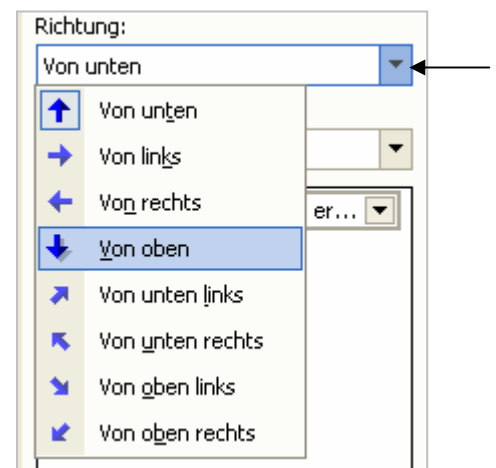 Richtung:
Von unten
Von unten
Von links
Von rechts
er...
Von oben
Von unten links
Von unten rechts
Von oben links
Von oben rechts